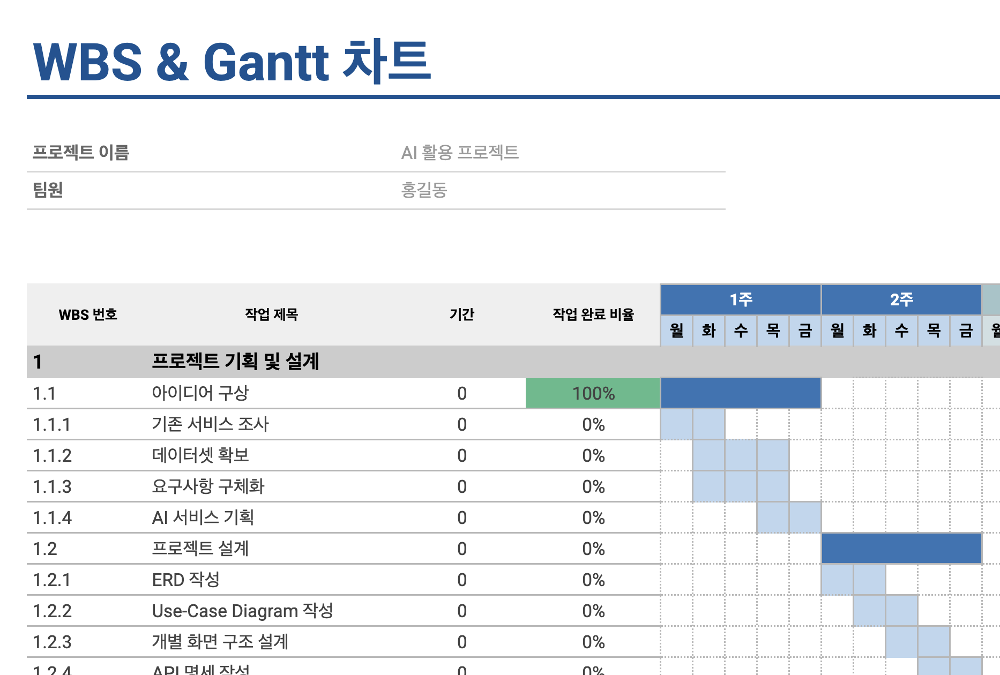 WBS & Gantt 차트
프로젝트 이름 AI 활용 프로젝트
팀원 홍길동
1주 2주
WBS 번호 작업 제목 기간 작업 완료 비율
월 화 수 목 금 월 화 수 목 금 월
1 프로젝트 기획 및 설계
1.1 아이디어 구상 0 100%
1.1.1 기존 서비스 조사 0 0%
1.1.2 데이터셋 확보 0 0%
1.1.3 요구사항 구체화 0 0%
1.1.4 AI 서비스 기획 0 0%
1.2 프로젝트 설계 0 0%
1.2.1 ERD 작성 0 0%
1.2.2 Use-Case Diagram 작성 0 0%
1.2.3 개별 화면 구조 설계 0 0%
1.2.4 API 명세 작성 0 0%